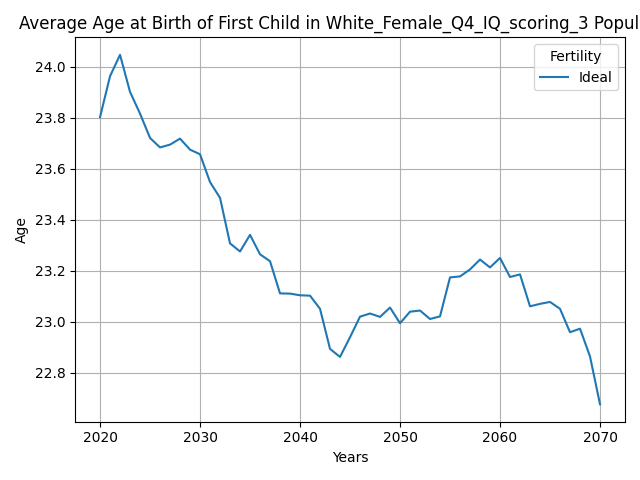 Average Age at Birth of First Child in White_Female_Q4_IQ_scoring_3 Popul
Fertility
Ideal
24.0
23.8
23.6
23.4
23.2
23.0
22.8
Age
2020 2030 2040 2050 2060 2070
Years